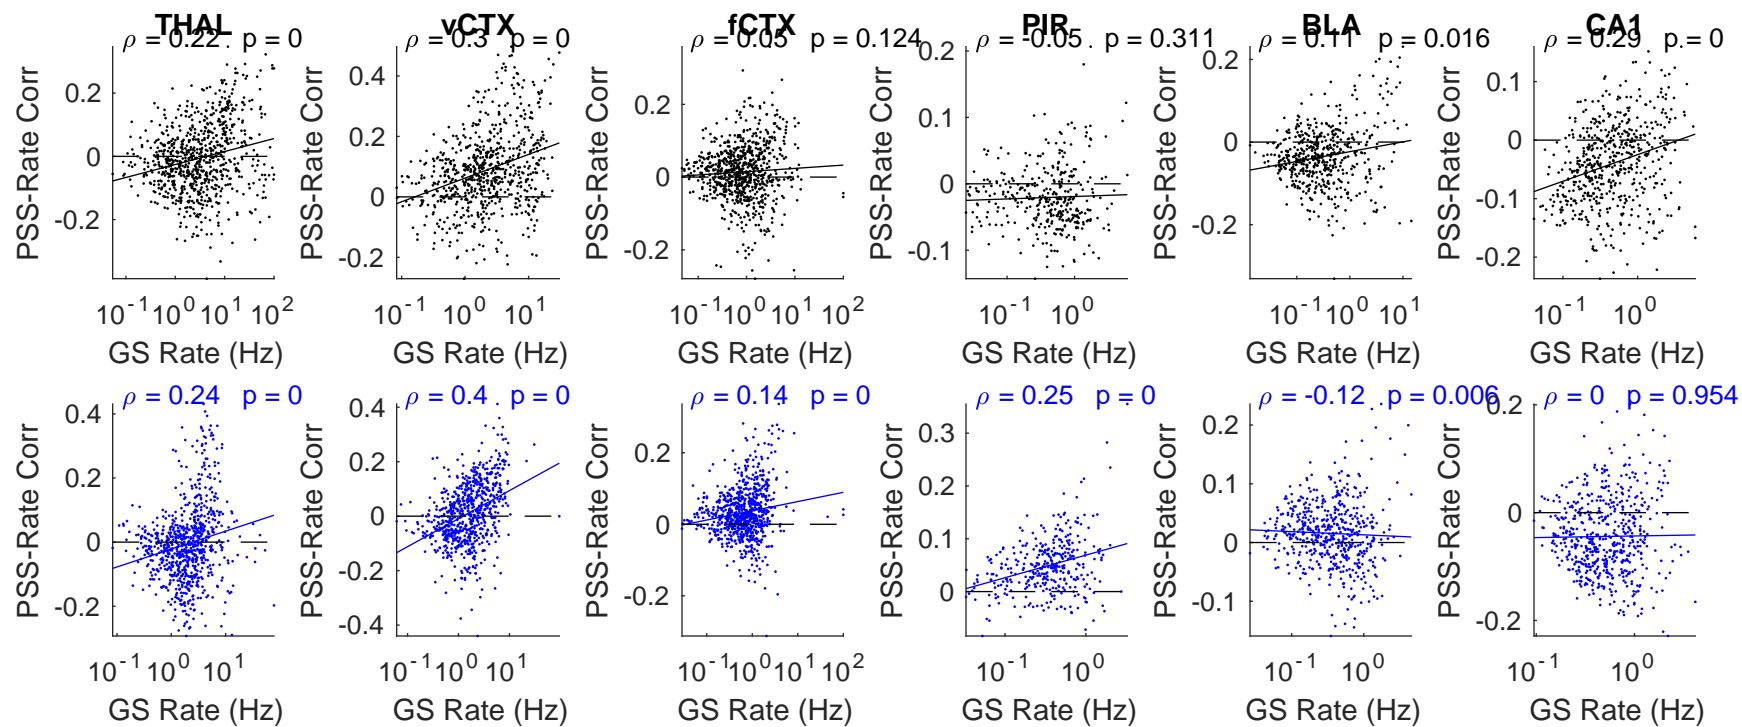 THAL vCTX fCTX PIR BLA CA1
ρ = 0.22 p = 0 ρ = 0.3 p = 0 ρ = 0.05 p = 0.124 ρ = -0.05 p = 0.311 ρ = 0.11 p = 0.016 ρ = 0.29 p = 0
PSS-Rate Corr
0.2
0
-0.2
10^-1 10^0 10^1 10^2
GS Rate (Hz)
PSS-Rate Corr
0.4
0.2
0
-0.2
10^-1 10^0 10^1
GS Rate (Hz)
PSS-Rate Corr
0.2
0
-0.2
10^-1 10^0 10^1 10^2
GS Rate (Hz)
PSS-Rate Corr
0.2
0.1
0
-0.1
10^-1 10^0
GS Rate (Hz)
PSS-Rate Corr
0.2
0
-0.2
10^-1 10^0 10^1
GS Rate (Hz)
PSS-Rate Corr
0.1
0
-0.1
-0.2
10^-1 10^0
GS Rate (Hz)
ρ = 0.24 p = 0 ρ = 0.4 p = 0 ρ = 0.14 p = 0 ρ = 0.25 p = 0 ρ = -0.12 p = 0.006 ρ = 0 p = 0.954
PSS-Rate Corr
0.4
0.2
0
-0.2
10^-1 10^0 10^1
GS Rate (Hz)
PSS-Rate Corr
0.4
0.2
0
-0.2
-0.4
10^-1 10^0 10^1
GS Rate (Hz)
PSS-Rate Corr
0.2
0
-0.2
10^-1 10^0 10^1 10^2
GS Rate (Hz)
PSS-Rate Corr
0.3
0.2
0.1
0
10^-1 10^0
GS Rate (Hz)
PSS-Rate Corr
0.2
0.1
0
-0.1
10^-1 10^0
GS Rate (Hz)
PSS-Rate Corr
0.2
0
-0.2
10^-1 10^0
GS Rate (Hz)